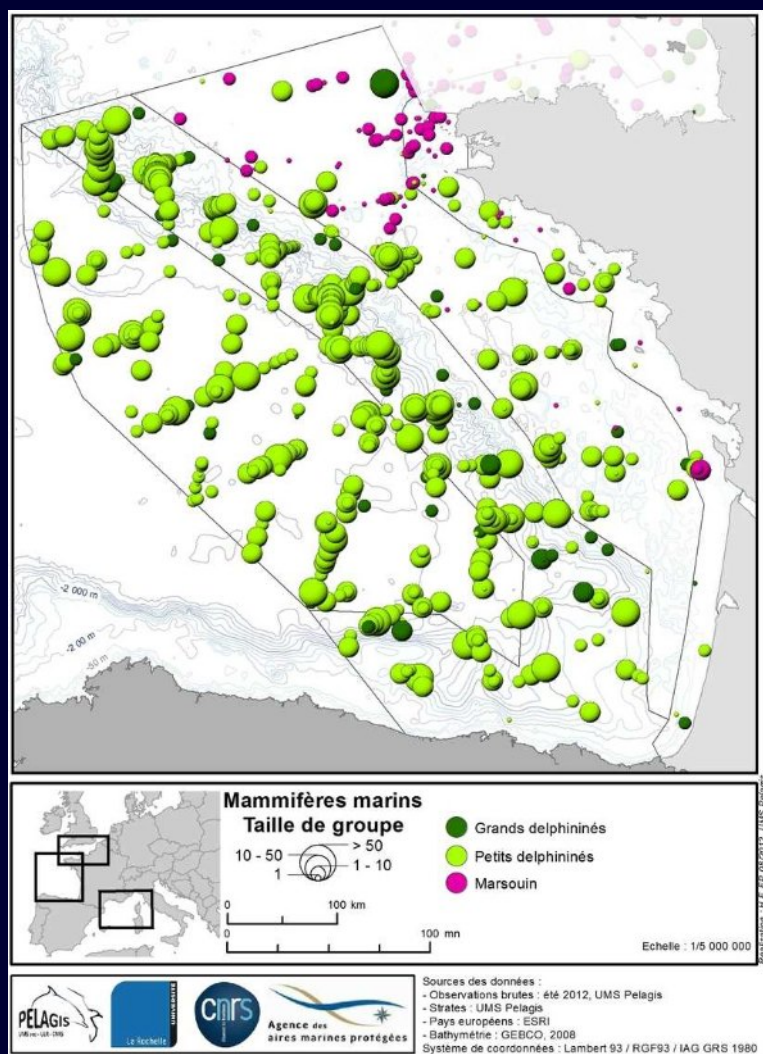 -2 000 m
-200 m
-50 m
Mammifères marins
Taille de groupe
> 50
10 - 50
1 - 10
1
Grands delphininés
Petits delphininés
Marsouin
0 100 km
0 100 mn
Echelle : 1/5 000 000
PELAGIS
La Rochelle
UNIVERSITÉ
cnrs
Agence des
aires marines protégées
Sources des données :
- Observations brutes : été 2012, UMS Pelagis
- Strates : UMS Pelagis
- Pays européens : ESRI
- Bathymétrie : GEBCO, 2008
Système de coordonnées : Lambert 93 / RGF93 / IAG GRS 1980